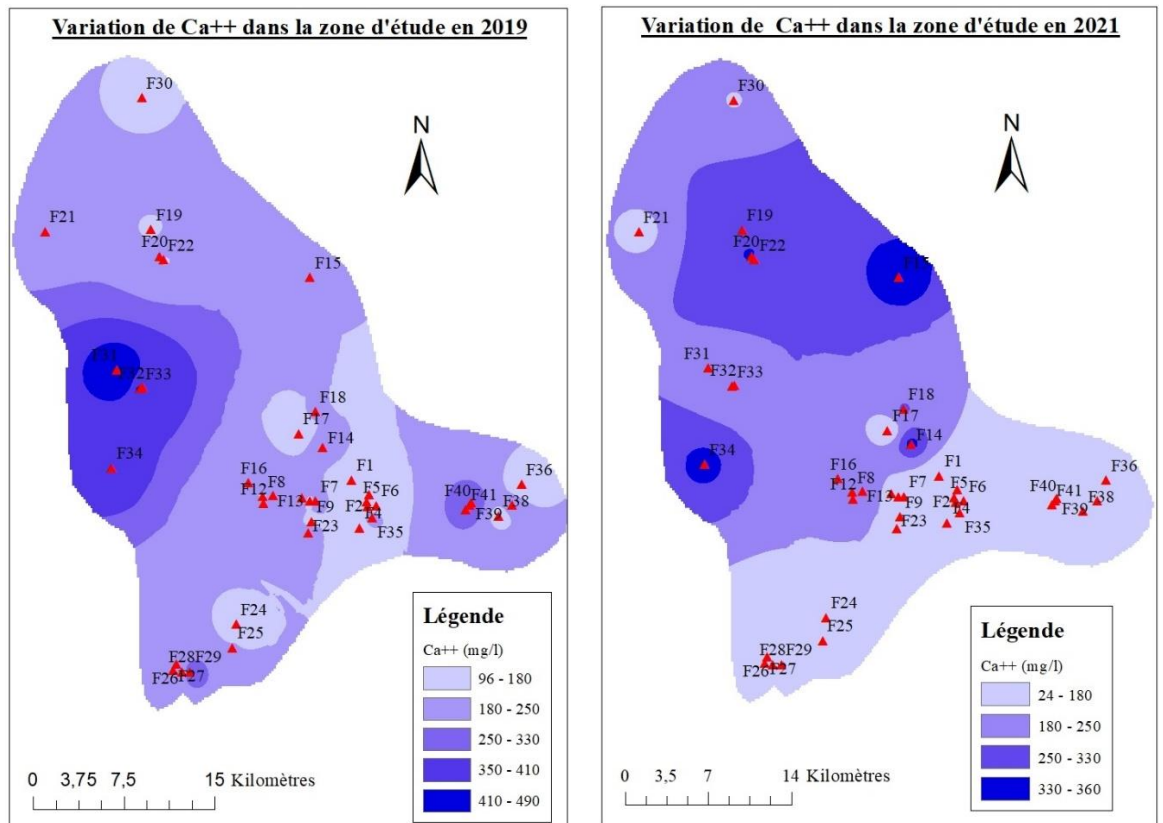 Variation de Ca++ dans la zone d'étude en 2019
F30
N
F21
F19
F20
F22
F15
F31
F32
F33
F18
F17
F14
F34
F16
F8
F12
F13
F7
F9
F1
F5
F6
F2
F4
F23
F35
F36
F40
F41
F38
F39
F24
F25
F28
F29
F26
F27
Légende
Ca++ (mg/l)
96 - 180
180 - 250
250 - 330
350 - 410
410 - 490
0 3,75 7,5 15 Kilomètres
Variation de Ca++ dans la zone d'étude en 2021
F30
N
F21
F19
F20
F22
F15
F31
F32
F33
F18
F17
F14
F34
F16
F8
F12
F13
F7
F9
F1
F5
F6
F2
F4
F23
F35
F36
F40
F41
F38
F39
F24
F25
F28
F29
F26
F27
Légende
Ca++ (mg/l)
24 - 180
180 - 250
250 - 330
330 - 360
0 3,5 7 14 Kilomètres